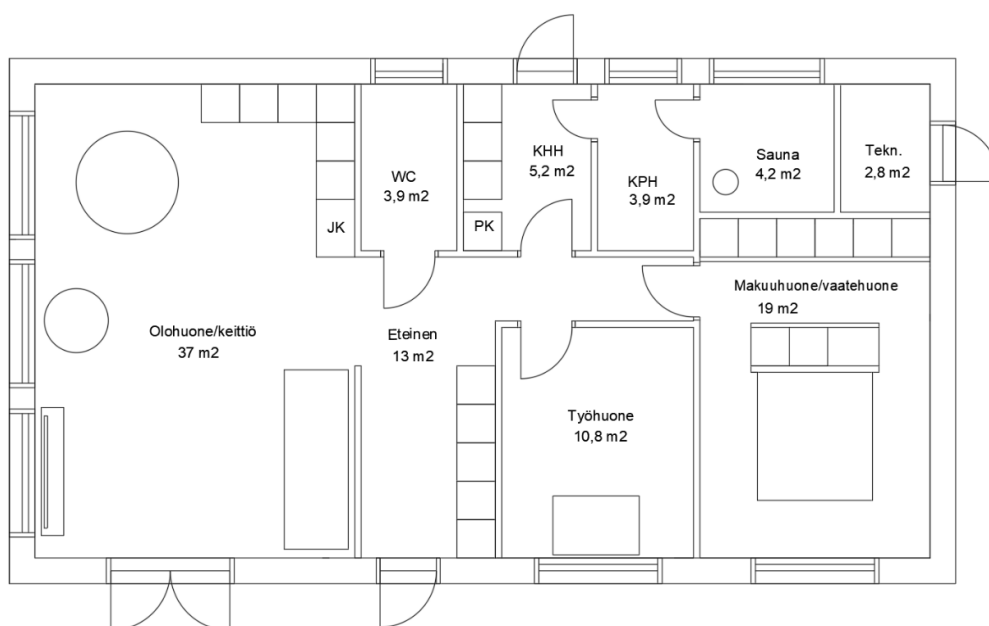 WC
3,9 m2
KHH
5,2 m2
KPH
3,9 m2
Sauna
4,2 m2
Tekn.
2,8 m2
JK
PK
Makuuhuone/vaatehuone
19 m2
Olohuone/keittiö
37 m2
Eteinen
13 m2
Työhuone
10,8 m2